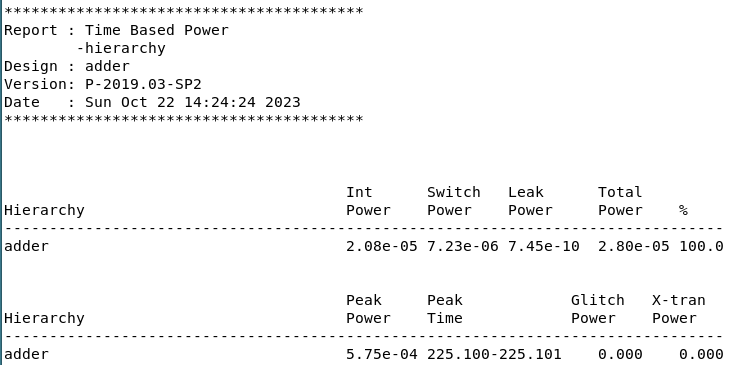 ****************************************
Report : Time Based Power
        -hierarchy
Design : adder
Version: P-2019.03-SP2
Date   : Sun Oct 22 14:24:24 2023
****************************************
                                      Int      Switch   Leak      Total
Hierarchy                             Power    Power    Power     Power    %
--------------------------------------------------------------------------------
adder                                 2.08e-05 7.23e-06 7.45e-10  2.80e-05 100.0
                                      Peak     Peak            Glitch   X-tran
Hierarchy                             Power    Time            Power    Power
--------------------------------------------------------------------------------
adder                                 5.75e-04 225.100-225.101    0.000    0.000